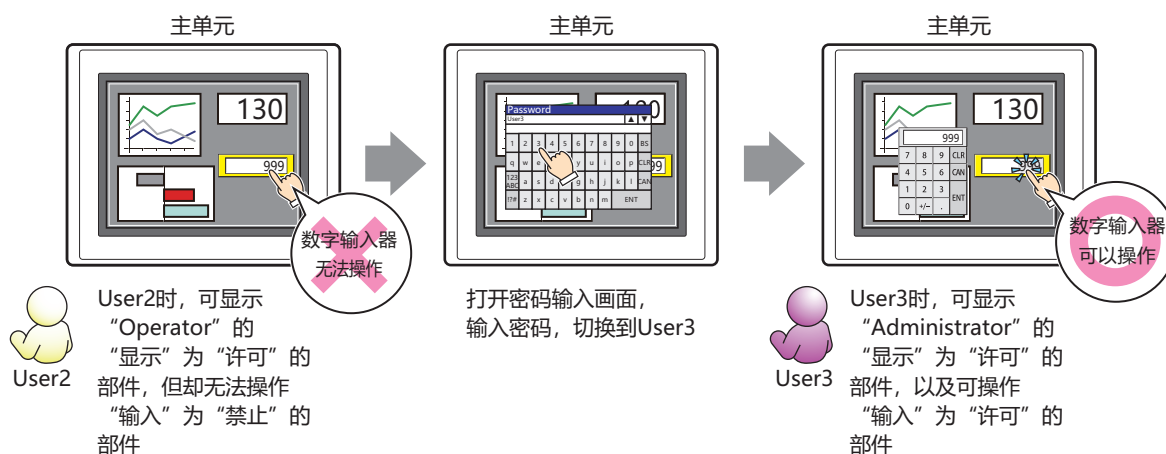 主单元
130
999
数字输入器
无法操作
User2
User2时，可显示
“Operator”的
“显示”为“许可”的
部件，但却无法操作
“输入”为“禁止”的
部件
主单元
Password
User3
▲ ▼
1 2 3 4 5 6 7 8 9 0 BS
q w y u i o p CLR
123 ABC a s d g h j k l CAN
!?# z x c v b n m ENT
打开密码输入画面，
输入密码，切换到User3
主单元
130
999
7 8 9 CLR
4 5 6 CAN
1 2 3 ENT
0 +/− .
数字输入器
可以操作
User3
User3时，可显示
“Administrator”的
“显示”为“许可”的
部件，以及可操作
“输入”为“许可”的
部件